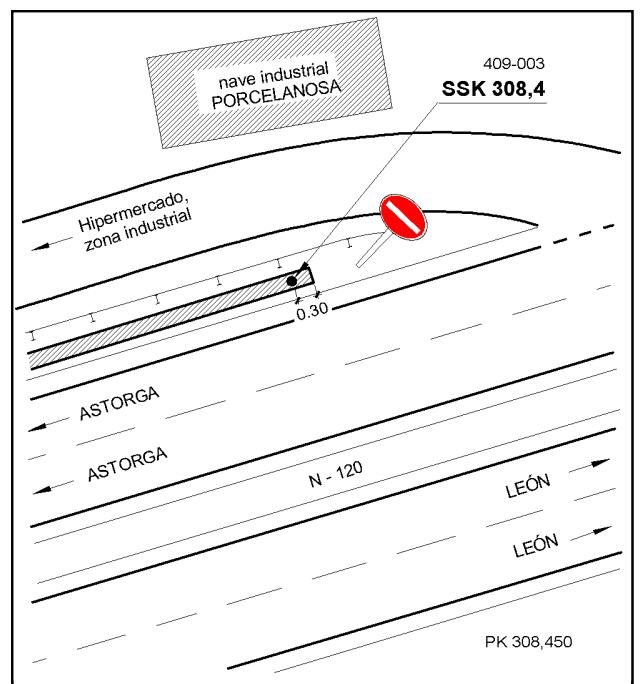 nave industrial
PORCELANOSA
409-003
SSK 308,4
Hipermercado,
zona industrial
0.30
ASTORGA
ASTORGA
N - 120
LEÓN
LEÓN
PK 308,450